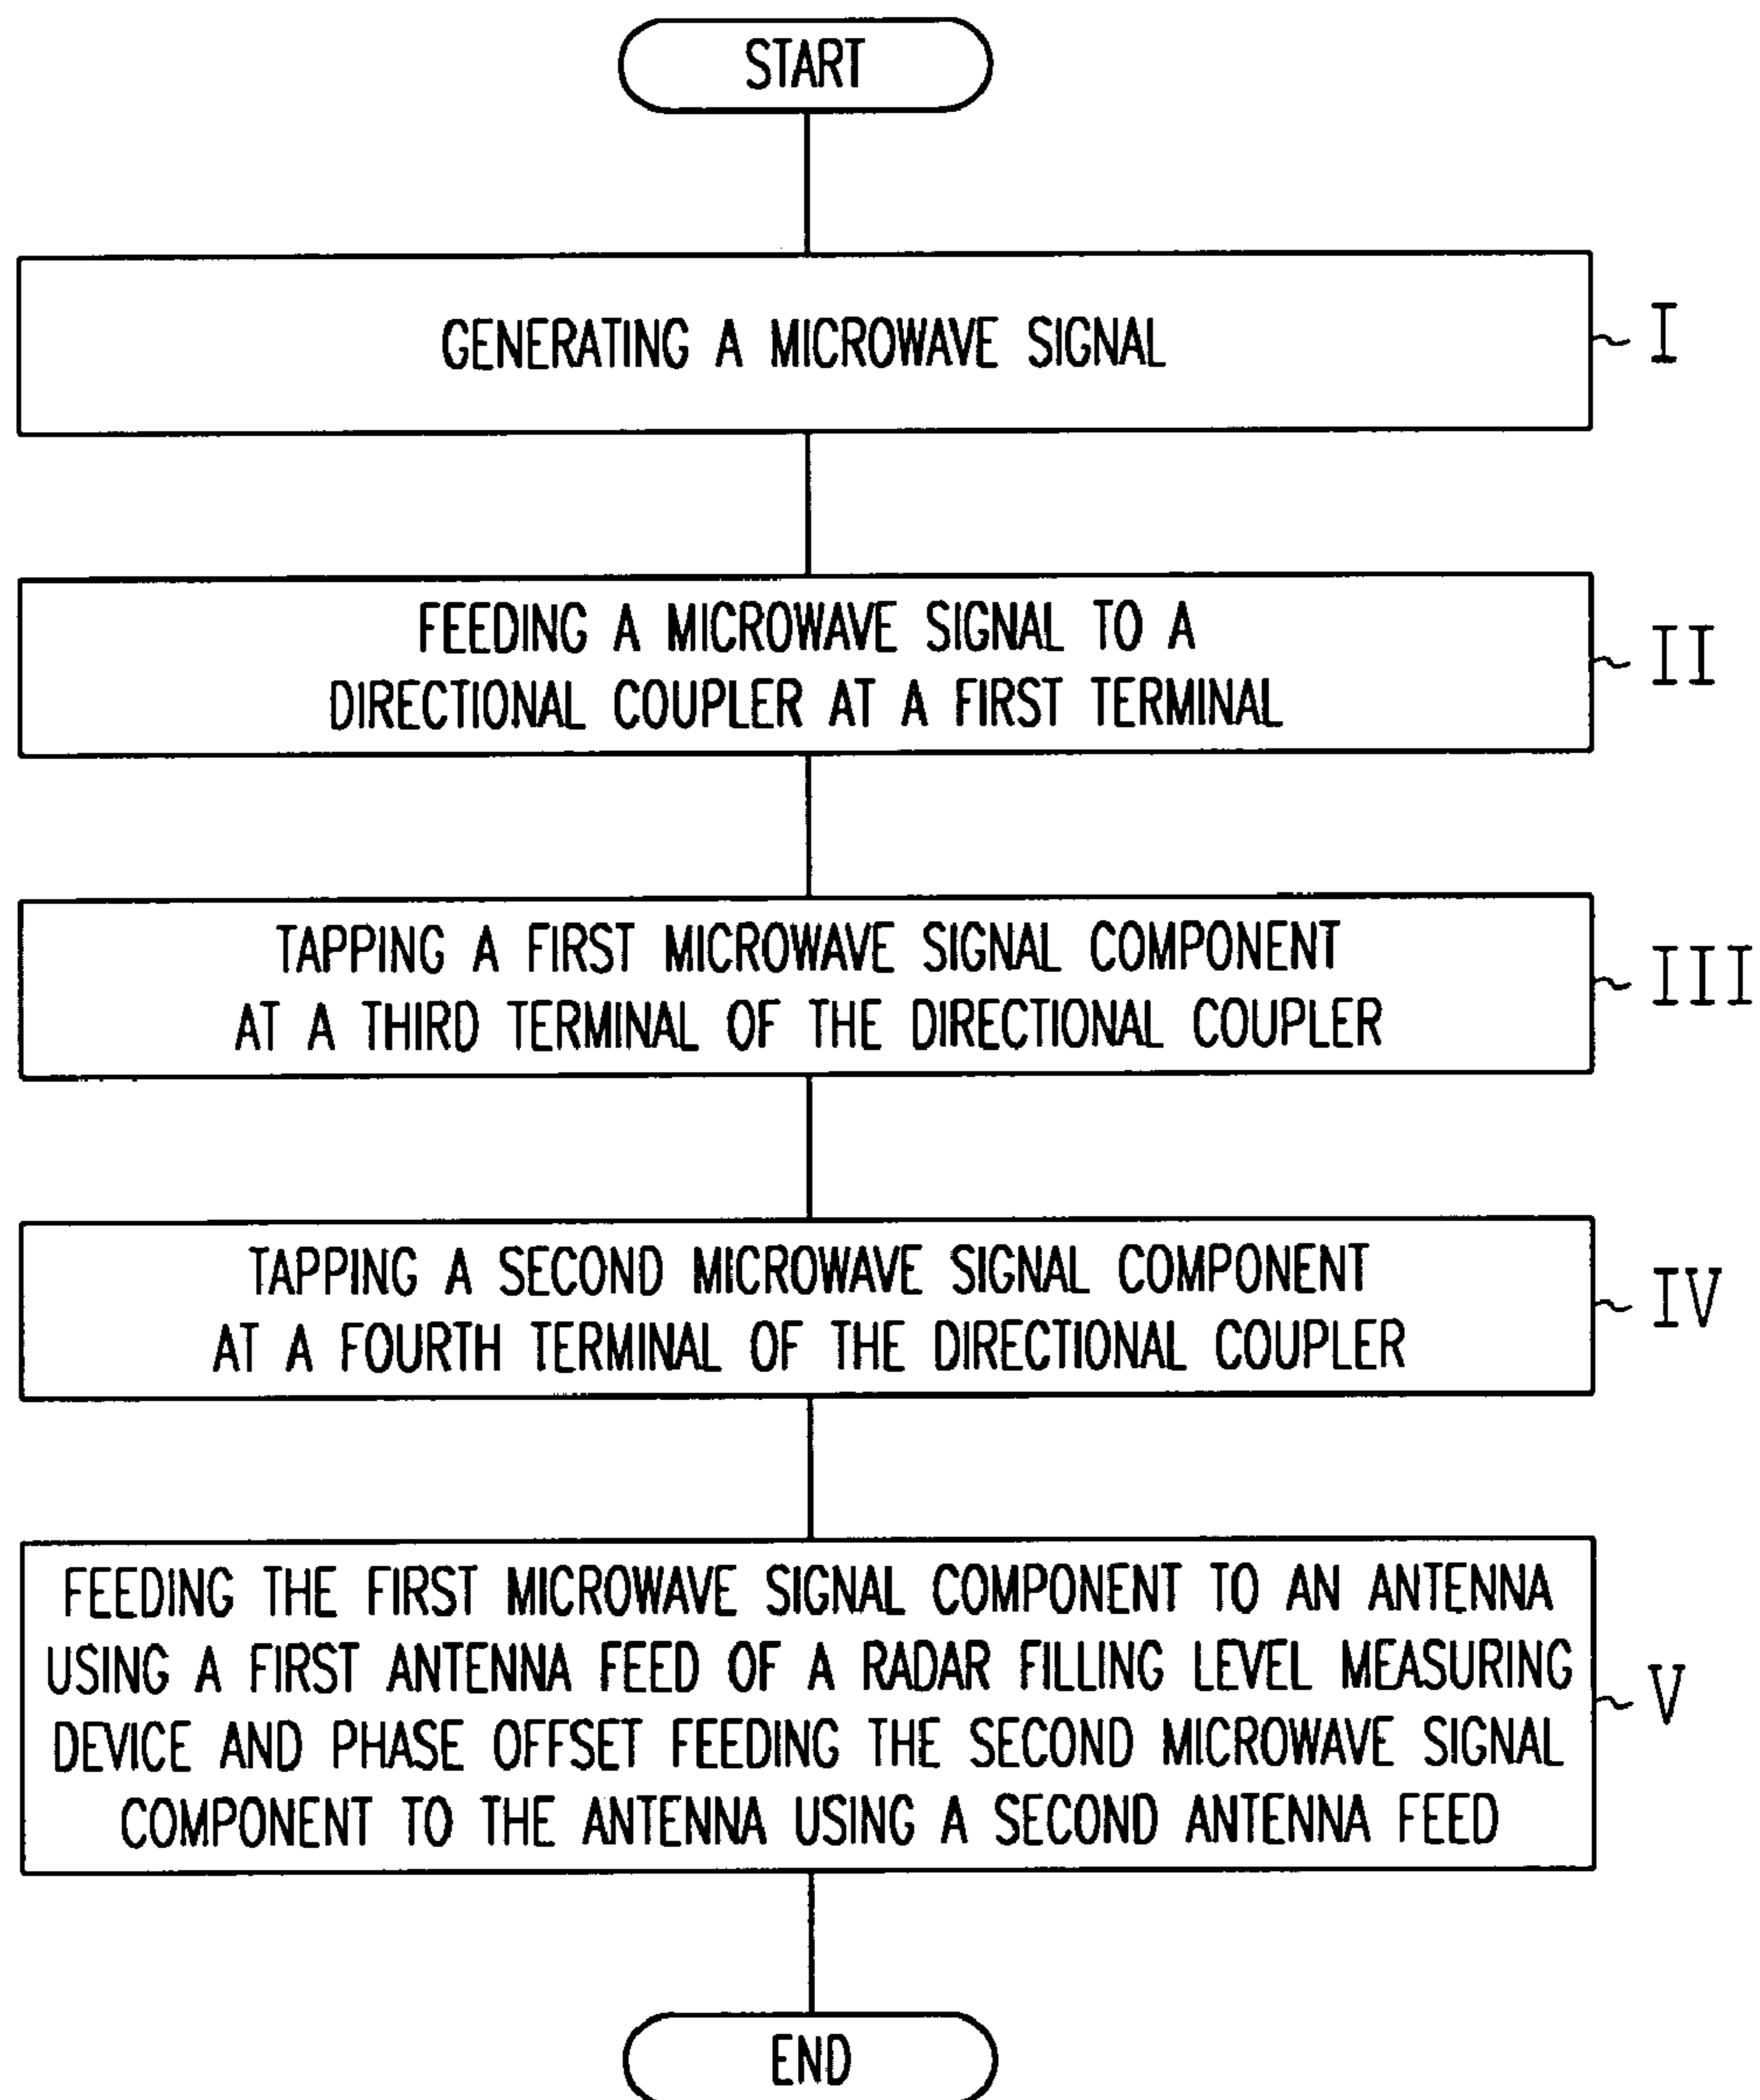 START
GENERATING A MICROWAVE SIGNAL
I
FEEDING A MICROWAVE SIGNAL TO A
DIRECTIONAL COUPLER AT A FIRST TERMINAL
II
TAPPING A FIRST MICROWAVE SIGNAL COMPONENT
AT A THIRD TERMINAL OF THE DIRECTIONAL COUPLER
III
TAPPING A SECOND MICROWAVE SIGNAL COMPONENT
AT A FOURTH TERMINAL OF THE DIRECTIONAL COUPLER
IV
FEEDING THE FIRST MICROWAVE SIGNAL COMPONENT TO AN ANTENNA
USING A FIRST ANTENNA FEED OF A RADAR FILLING LEVEL MEASURING
DEVICE AND PHASE OFFSET FEEDING THE SECOND MICROWAVE SIGNAL
COMPONENT TO THE ANTENNA USING A SECOND ANTENNA FEED
V
END